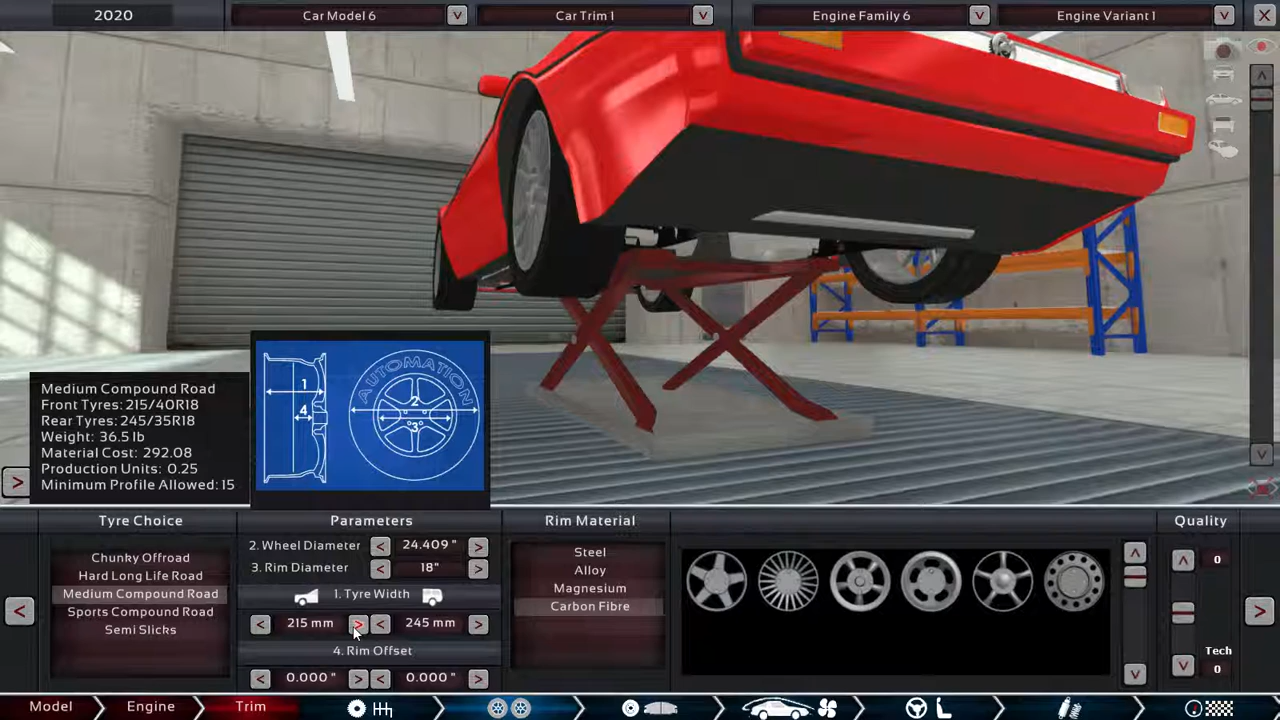 2020
Car Model 6
Car Trim 1
Engine Family 6
Engine Variant 1
Medium Compound Road
Front Tyres: 215/40R18
Rear Tyres: 245/35R18
Weight: 36.5 lb
Material Cost: 292.08
Production Units: 0.25
Minimum Profile Allowed: 15
AUTOMATION
1
4
2
3
Tyre Choice
Chunky Offroad
Hard Long Life Road
Medium Compound Road
Sports Compound Road
Semi Slicks
Parameters
2. Wheel Diameter < 24.409 " >
3. Rim Diameter < 18" >
1. Tyre Width
< 215 mm > < 245 mm >
4. Rim Offset
< 0.000 " > < 0.000 " >
Rim Material
Steel
Alloy
Magnesium
Carbon Fibre
Quality
0
Tech
0
Model
Engine
Trim